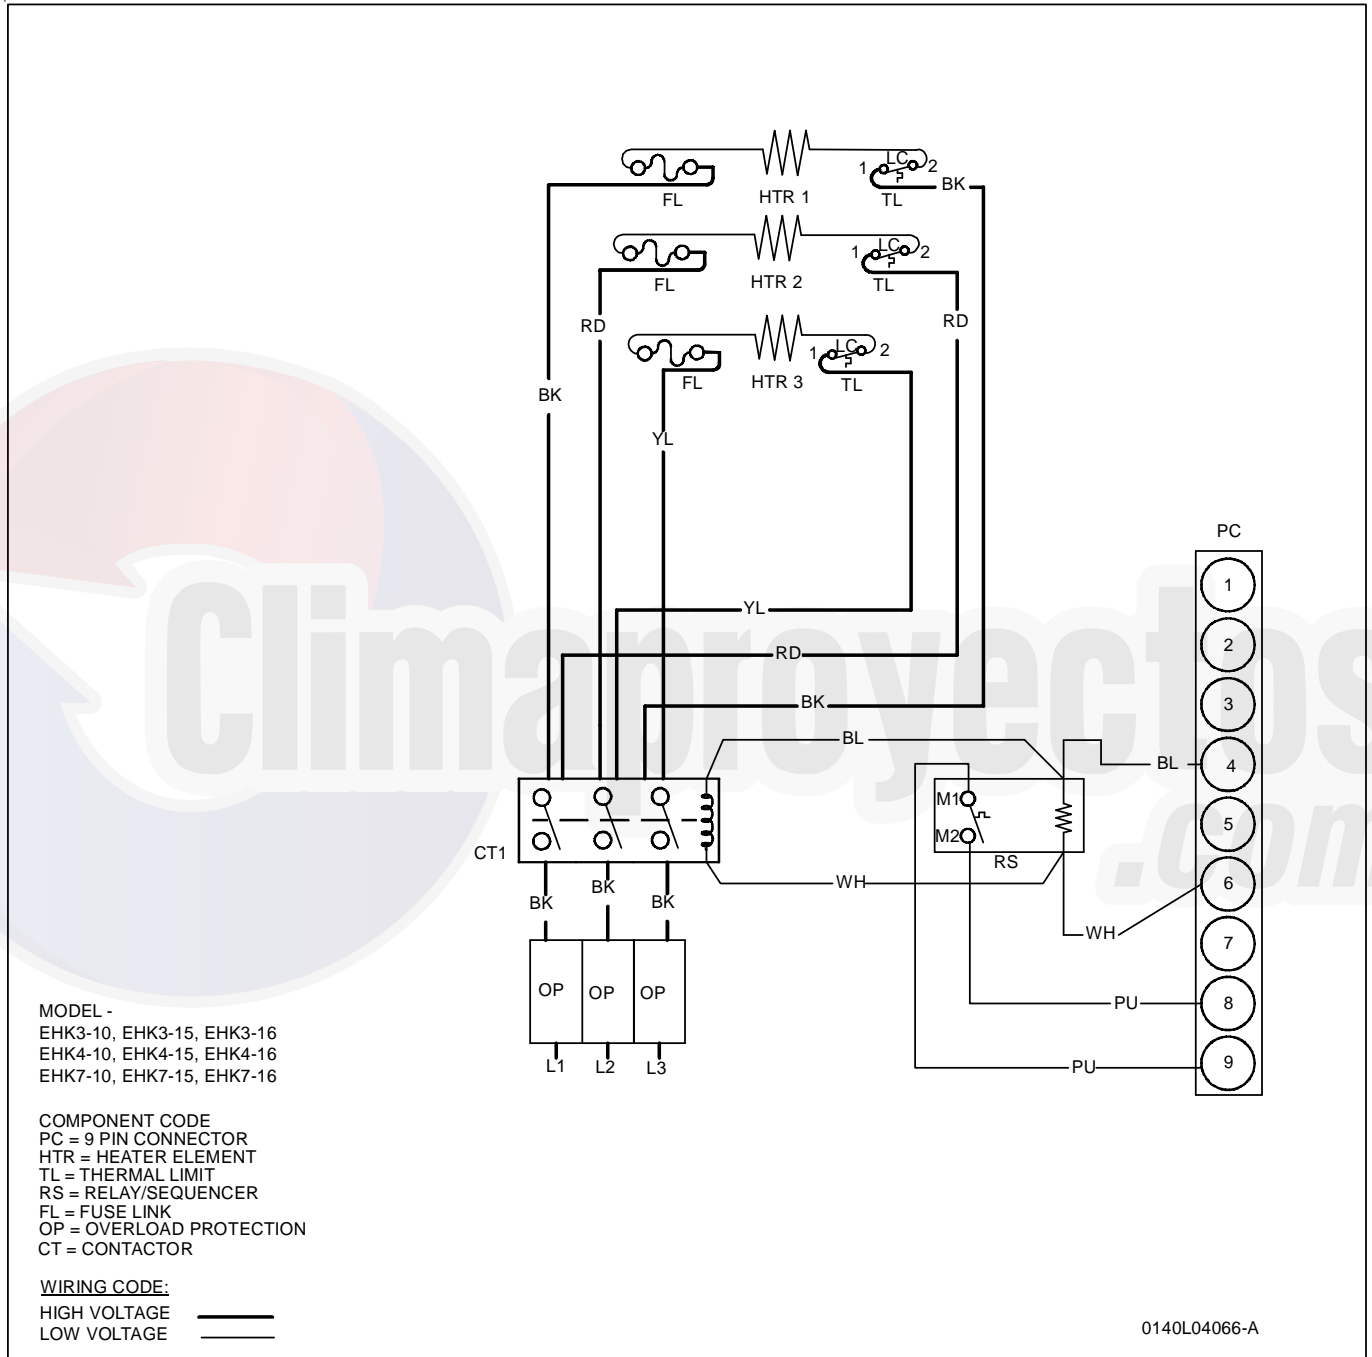 1 LC 2
BK
FL
HTR 1
TL
1 LC 2
FL
HTR 2
TL
RD
RD
1 LC 2
FL
HTR 3
TL
BK
YL
PC
1
2
3
4
5
6
7
8
9
YL
RD
BK
BL
BL
M1
M2
RS
CT1
WH
WH
BK
BK
BK
OP
OP
OP
PU
PU
L1
L2
L3
Climaproyectos
.com
MODEL -
EHK3-10, EHK3-15, EHK3-16
EHK4-10, EHK4-15, EHK4-16
EHK7-10, EHK7-15, EHK7-16
COMPONENT CODE
PC = 9 PIN CONNECTOR
HTR = HEATER ELEMENT
TL = THERMAL LIMIT
RS = RELAY/SEQUENCER
FL = FUSE LINK
OP = OVERLOAD PROTECTION
CT = CONTACTOR
WIRING CODE:
HIGH VOLTAGE
LOW VOLTAGE
0140L04066-A